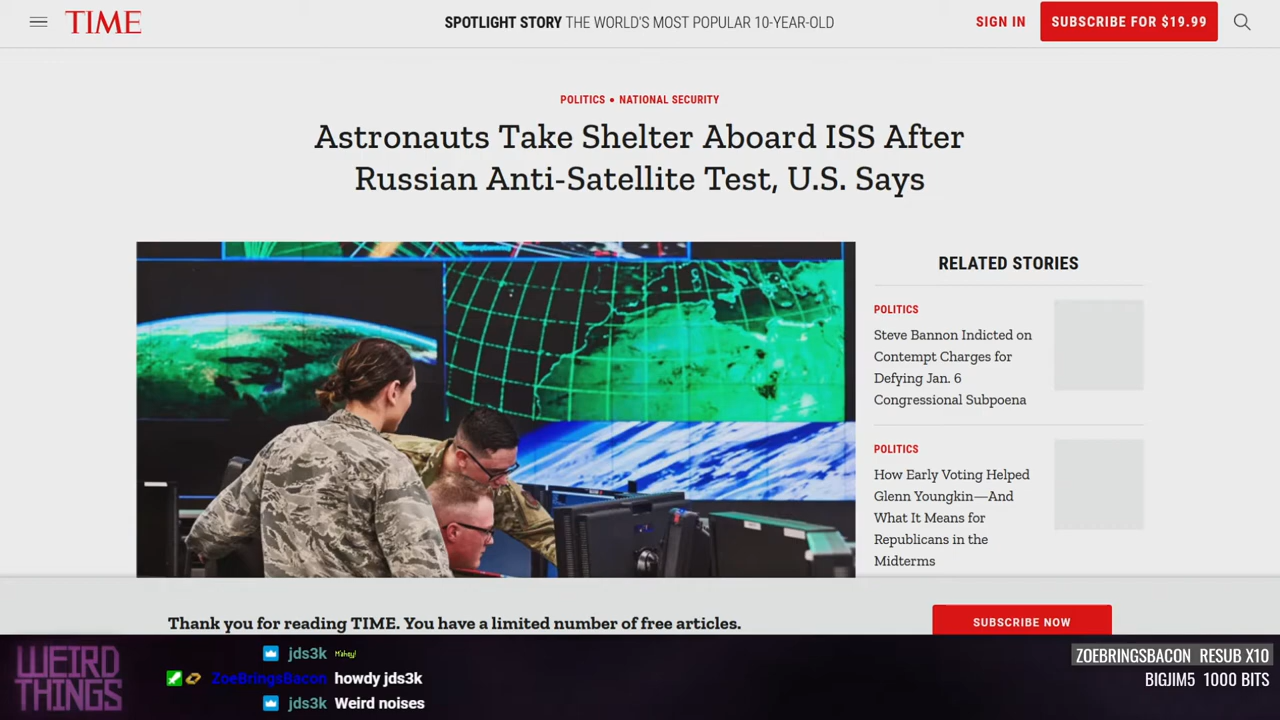 TIME
SPOTLIGHT STORY THE WORLD'S MOST POPULAR 10-YEAR-OLD
SIGN IN
SUBSCRIBE FOR $19.99
POLITICS • NATIONAL SECURITY
Astronauts Take Shelter Aboard ISS After
Russian Anti-Satellite Test, U.S. Says
RELATED STORIES
POLITICS
Steve Bannon Indicted on
Contempt Charges for
Defying Jan. 6
Congressional Subpoena
POLITICS
How Early Voting Helped
Glenn Youngkin—And
What It Means for
Republicans in the
Midterms
Thank you for reading TIME. You have a limited number of free articles.
SUBSCRIBE NOW
WEIRD
THINGS
jds3k
ZoeBringsBacon howdy jds3k
jds3k Weird noises
ZOEBRINGSBACON RESUB X10
BIGJIM5 1000 BITS